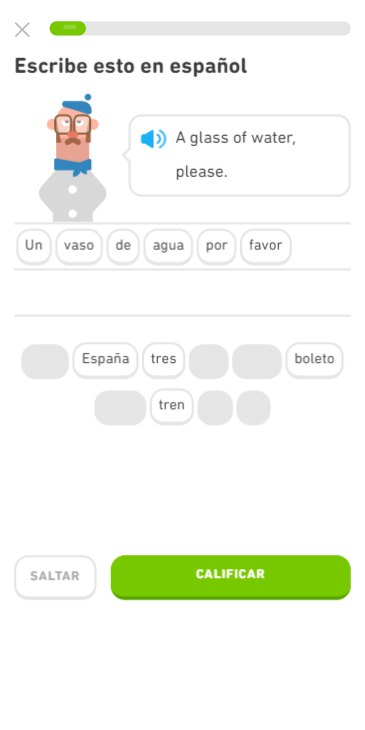 Escribe esto en español
A glass of water,
please.
Un vaso de agua por favor
España tres boleto
tren
SALTAR CALIFICAR